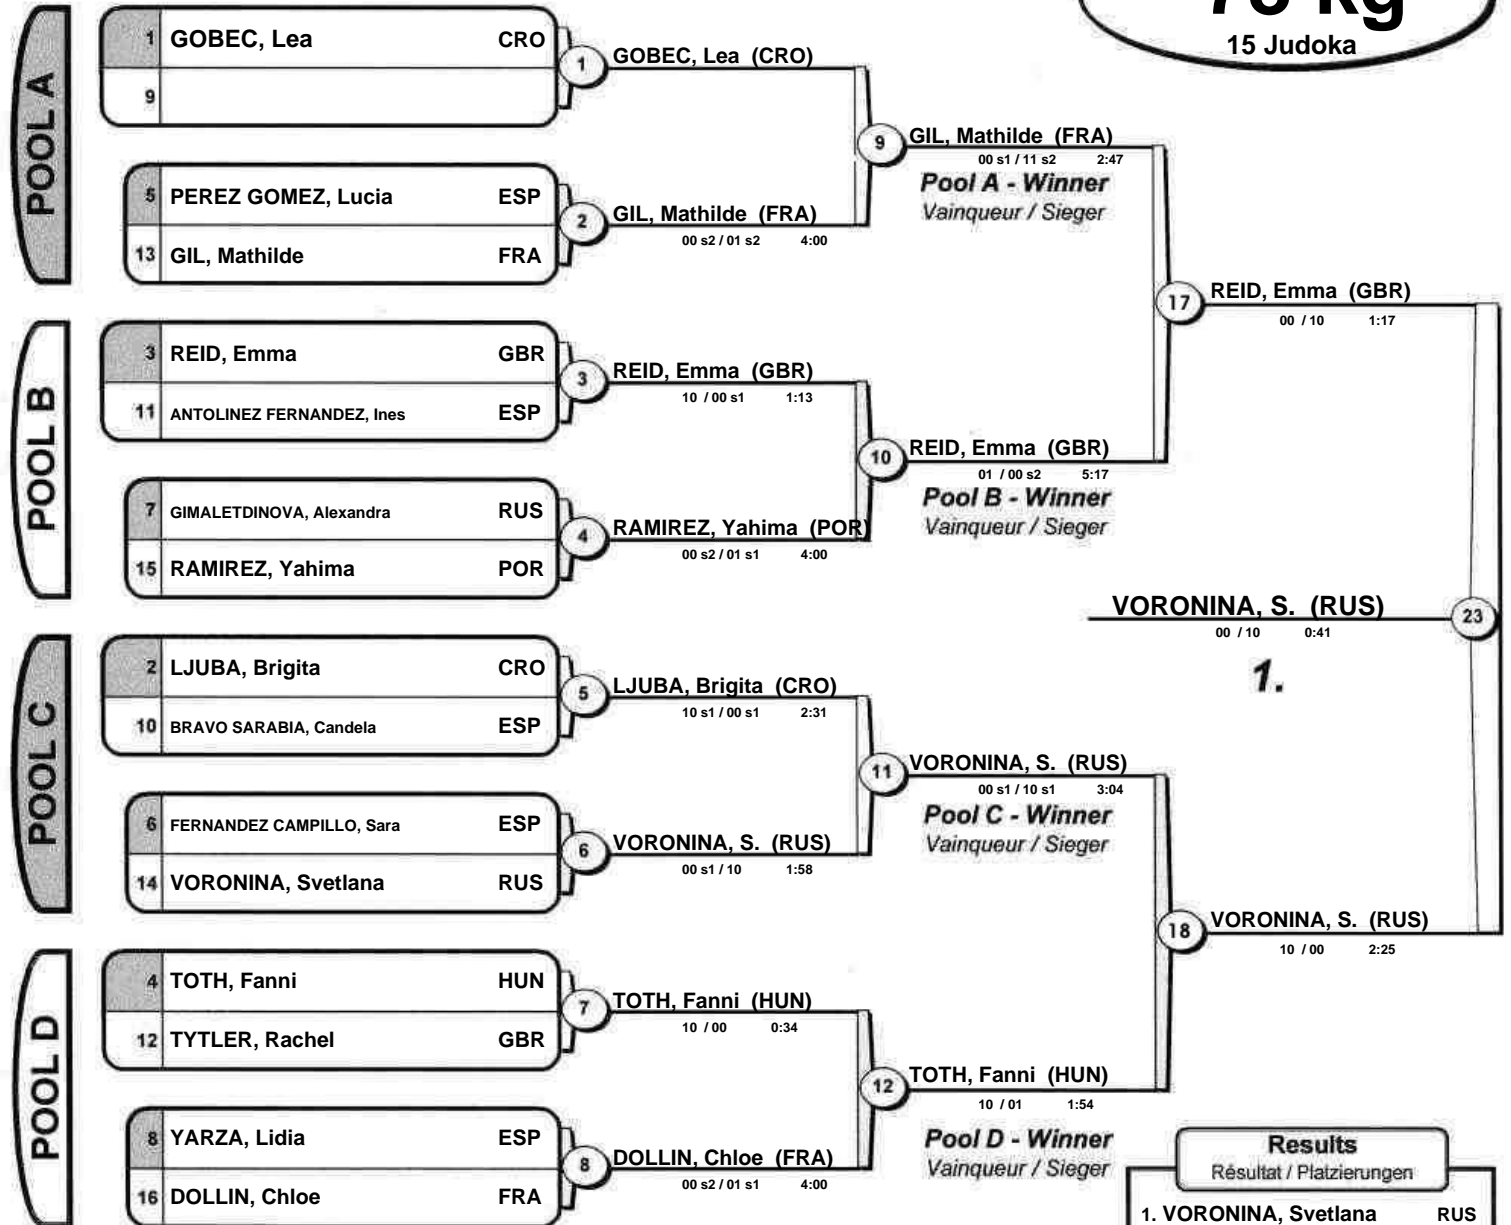 78 kg
15 Judoka
POOL A
1 GOBEC, Lea CRO
9
1
GOBEC, Lea (CRO)
5 PEREZ GOMEZ, Lucia ESP
13 GIL, Mathilde FRA
2
GIL, Mathilde (FRA)
00 s2 / 01 s2 4:00
9
GIL, Mathilde (FRA)
00 s1 / 11 s2 2:47
Pool A - Winner
Vainqueur / Sieger
POOL B
3 REID, Emma GBR
11 ANTOLINEZ FERNANDEZ, Ines ESP
3
REID, Emma (GBR)
10 / 00 s1 1:13
7 GIMALETDINOVA, Alexandra RUS
15 RAMIREZ, Yahima POR
4
RAMIREZ, Yahima (POR)
00 s2 / 01 s1 4:00
10
REID, Emma (GBR)
01 / 00 s2 5:17
Pool B - Winner
Vainqueur / Sieger
17
REID, Emma (GBR)
00 / 10 1:17
VORONINA, S. (RUS)
00 / 10 0:41
23
1.
POOL C
2 LJUBA, Brigita CRO
10 BRAVO SARABIA, Candela ESP
5
LJUBA, Brigita (CRO)
10 s1 / 00 s1 2:31
6 FERNANDEZ CAMPILLO, Sara ESP
14 VORONINA, Svetlana RUS
6
VORONINA, S. (RUS)
00 s1 / 10 1:58
11
VORONINA, S. (RUS)
00 s1 / 10 s1 3:04
Pool C - Winner
Vainqueur / Sieger
18
VORONINA, S. (RUS)
10 / 00 2:25
POOL D
4 TOTH, Fanni HUN
12 TYTLER, Rachel GBR
7
TOTH, Fanni (HUN)
10 / 00 0:34
8 YARZA, Lidia ESP
16 DOLLIN, Chloe FRA
8
DOLLIN, Chloe (FRA)
00 s2 / 01 s1 4:00
12
TOTH, Fanni (HUN)
10 / 01 1:54
Pool D - Winner
Vainqueur / Sieger
Results
Résultat / Platzierungen
1. VORONINA, Svetlana RUS